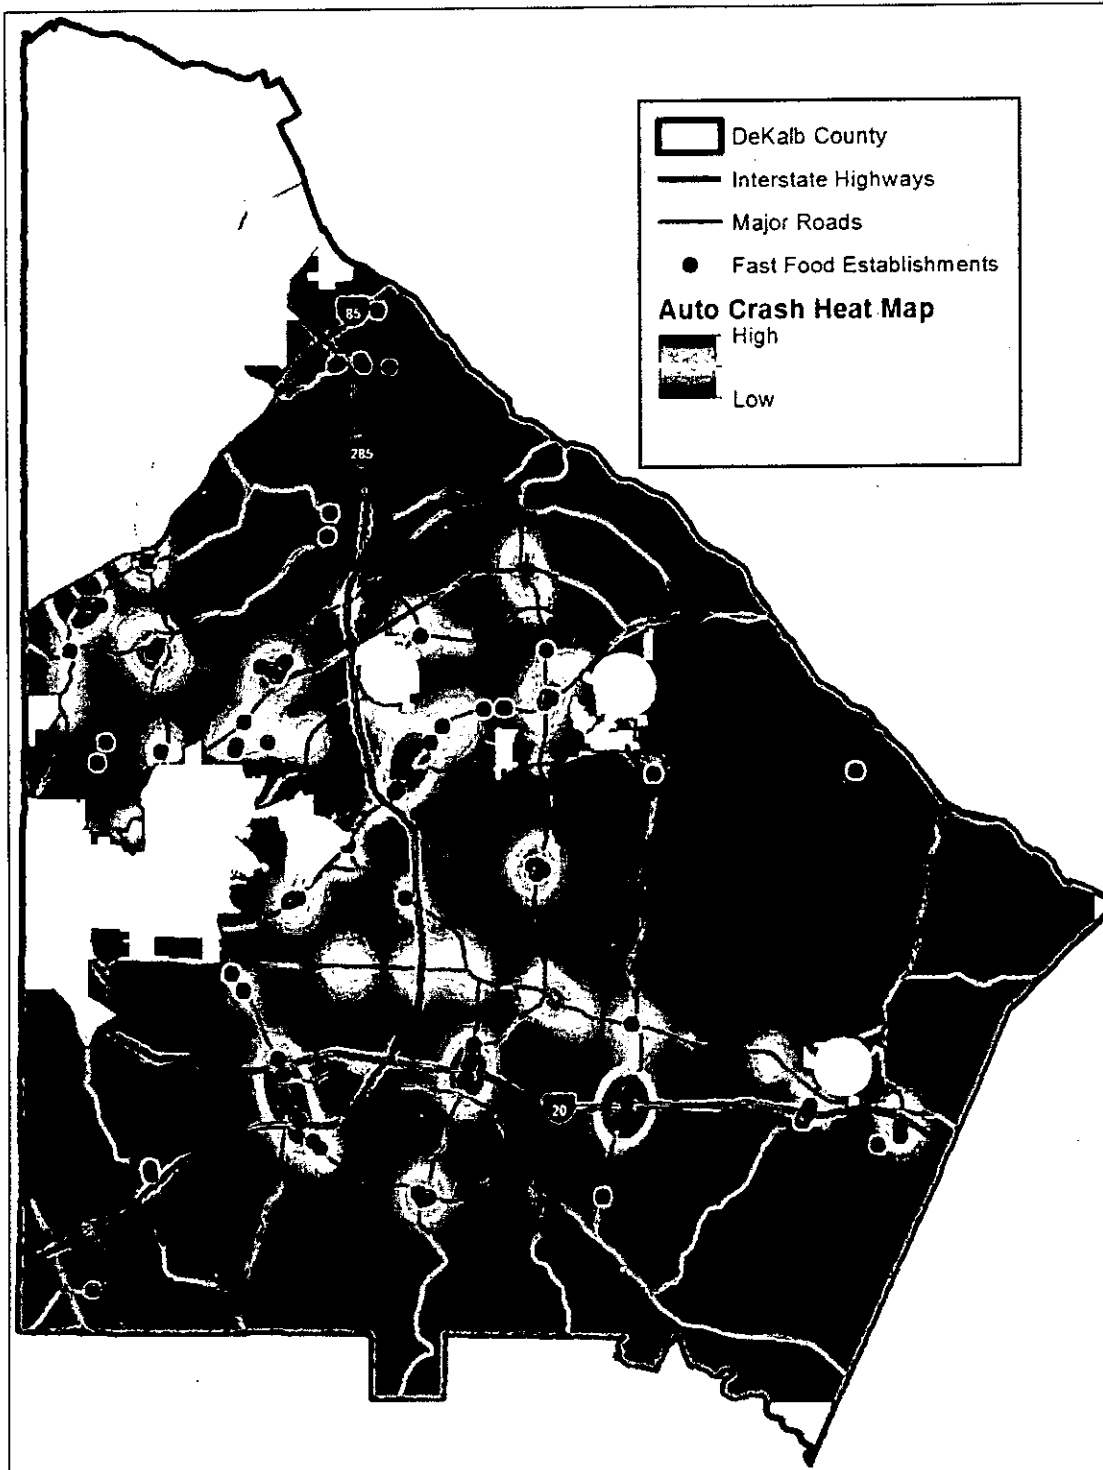 DeKalb County
Interstate Highways
Major Roads
Fast Food Establishments
Auto Crash Heat Map
High
Low
85
285
20